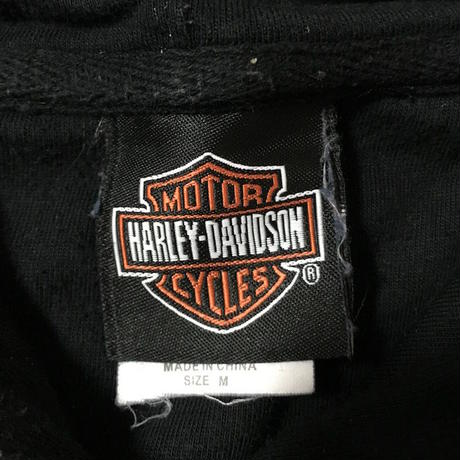 MOTOR
HARLEY-DAVIDSON
CYCLES
®
MADE IN CHINA
SIZE M